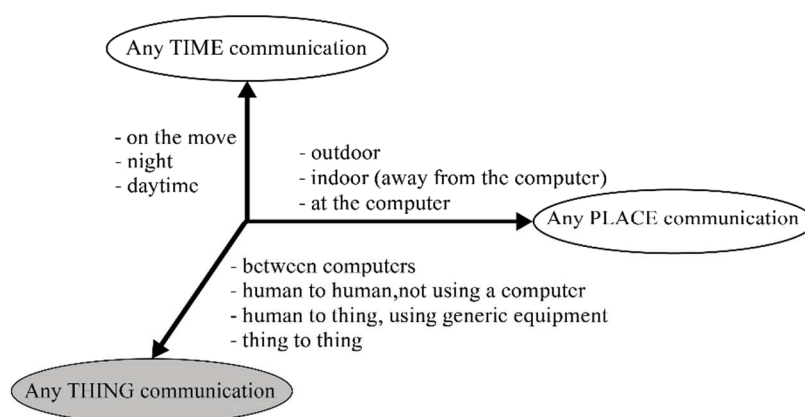 Any TIME communication
- on the move
- night
- daytime
- outdoor
- indoor (away from the computer)
- at the computer
Any PLACE communication
- between computers
- human to human,not using a computer
- human to thing, using generic equipment
- thing to thing
Any THING communication